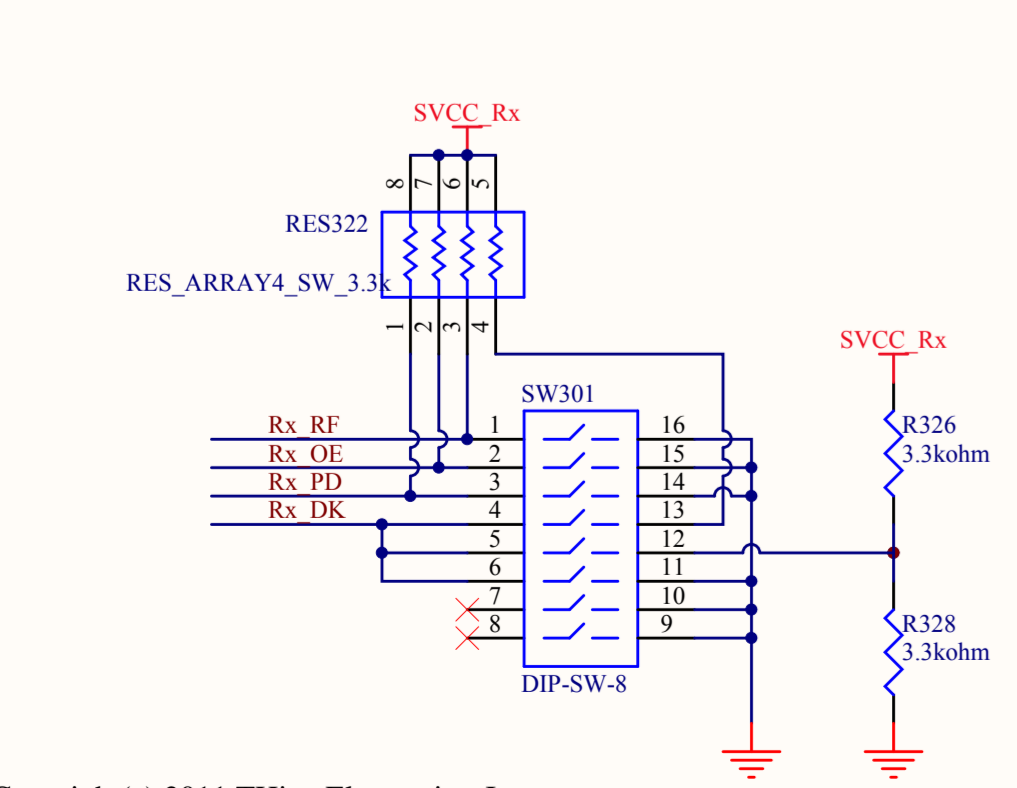 SVCC_Rx
8 7 6 5
RES322
RES_ARRAY4_SW_3.3k
1 2 3 4
SVCC_Rx
SW301
R326
3.3kohm
Rx_RF 1 16
Rx_OE 2 15
Rx_PD 3 14
Rx_DK 4 13
5 12
6 11
7 10
8 9
R328
3.3kohm
DIP-SW-8
2011